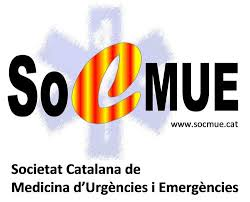 SoCMUE
www.socmue.cat
Societat Catalana de
Medicina d'Urgències i Emergències